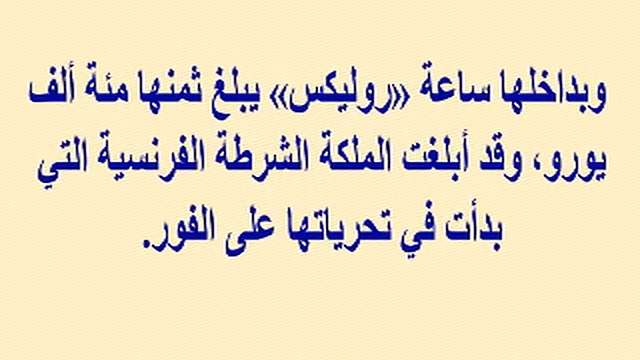 وبداخلها ساعة «روليكس» يبلغ ثمنها مئة ألف
يورو، وقد أبلغت الملكة الشرطة الفرنسية التي
بدأت في تحرياتها على الفور.